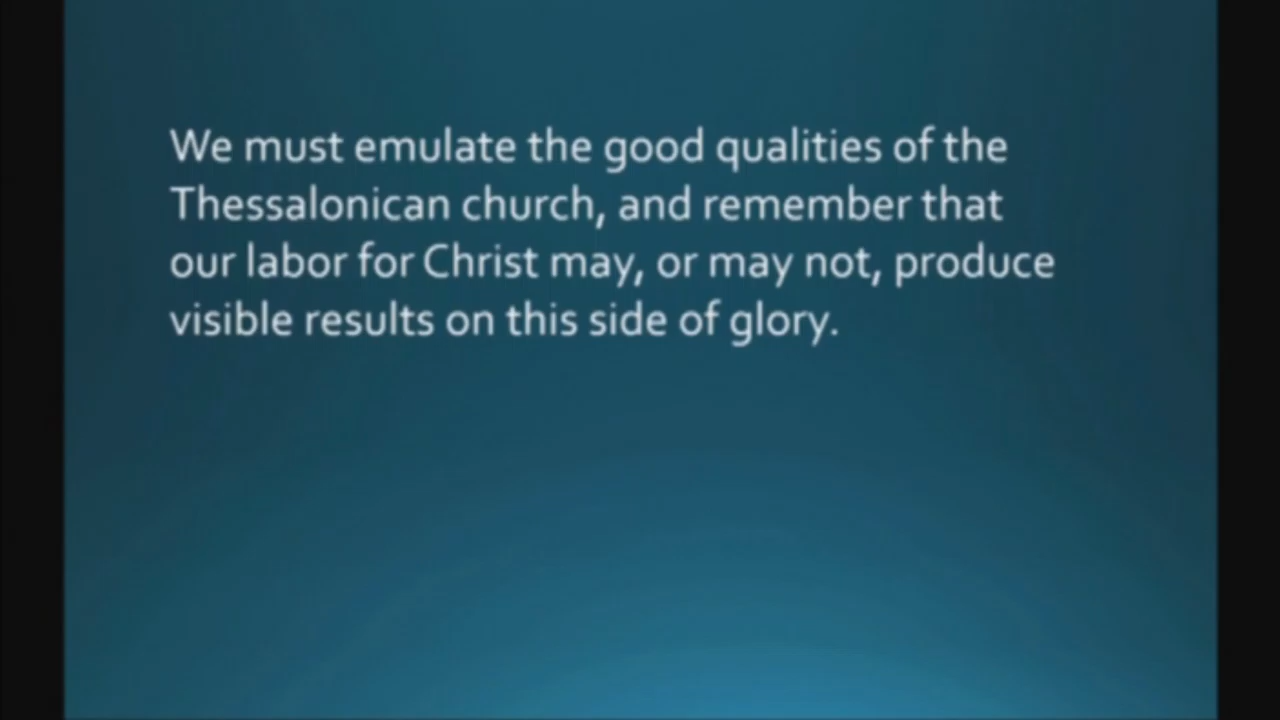 We must emulate the good qualities of the
Thessalonican church, and remember that
our labor for Christ may, or may not, produce
visible results on this side of glory.